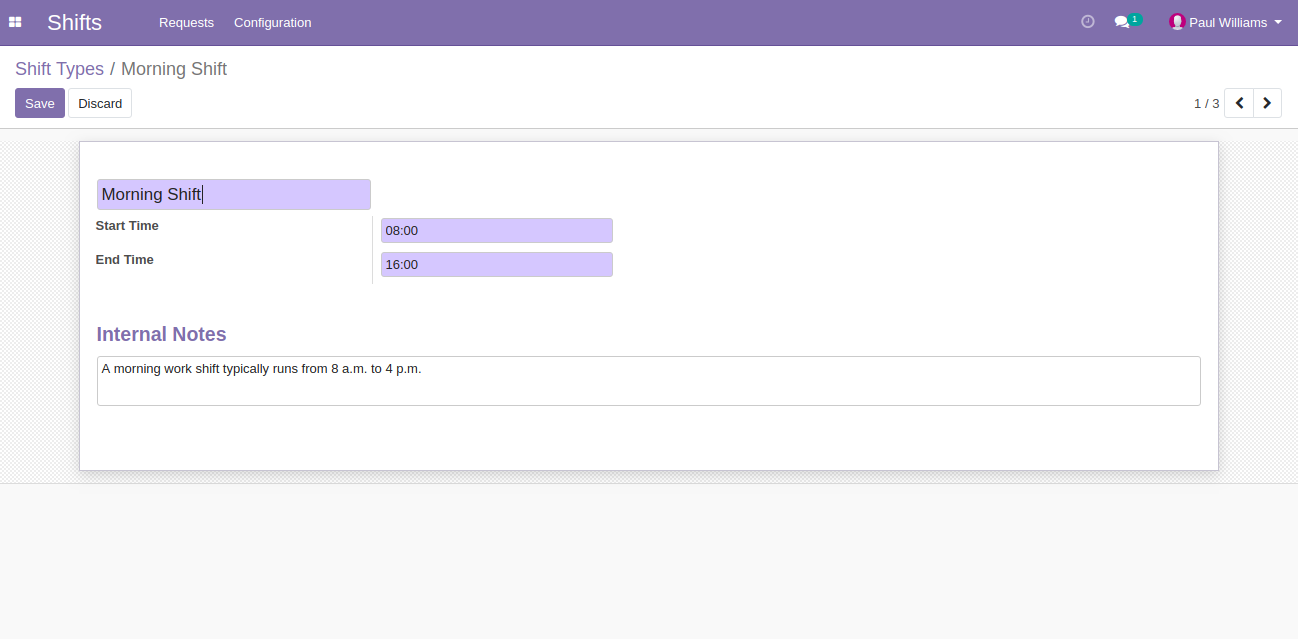 Shifts Requests Configuration 1 Paul Williams
Shift Types / Morning Shift
Save Discard 1 / 3
Morning Shift
Start Time 08:00
End Time 16:00
Internal Notes
A morning work shift typically runs from 8 a.m. to 4 p.m.